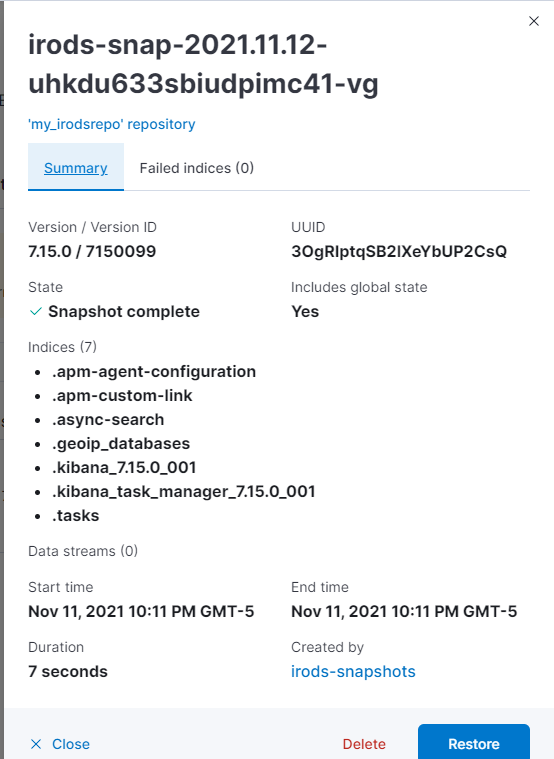 irods-snap-2021.11.12-
uhkdu633sbiudpimc41-vg
'my_irodsrepo' repository
Summary Failed indices (0)
Version / Version ID UUID
7.15.0 / 7150099 3OgRIptqSB2IXeYbUP2CsQ
State Includes global state
Snapshot complete Yes
Indices (7)
• .apm-agent-configuration
• .apm-custom-link
• .async-search
• .geoip_databases
• .kibana_7.15.0_001
• .kibana_task_manager_7.15.0_001
• .tasks
Data streams (0)
Start time End time
Nov 11, 2021 10:11 PM GMT-5 Nov 11, 2021 10:11 PM GMT-5
Duration Created by
7 seconds irods-snapshots
Close Delete Restore